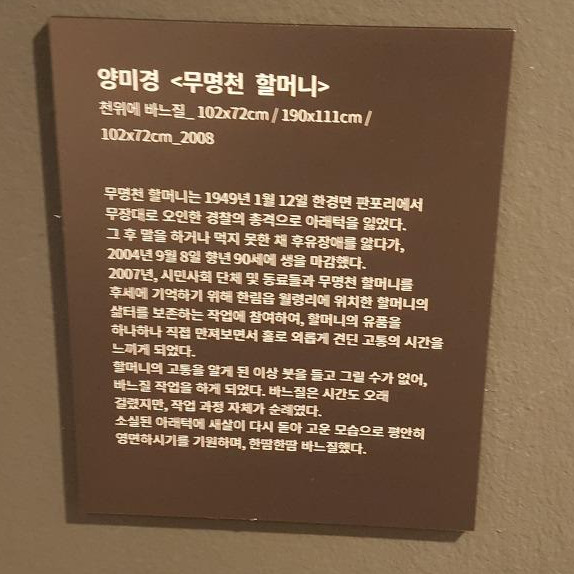 양미경 <무명천 할머니>
천위에 바느질_ 102x72cm / 190x111cm /
102x72cm_2008
무명천 할머니는 1949년 1월 12일 한경면 판포리에서
무장대로 오인한 경찰의 총격으로 아래턱을 잃었다.
그 후 말을 하거나 먹지 못한 채 후유장애를 앓다가,
2004년 9월 8일 향년 90세에 생을 마감했다.
2007년, 시민사회 단체 및 동료들과 무명천 할머니를
후세에 기억하기 위해 한림읍 월령리에 위치한 할머니의
삶터를 보존하는 작업에 참여하여, 할머니의 유품을
하나하나 직접 만져보면서 홀로 외롭게 견딘 고통의 시간을
느끼게 되었다.
할머니의 고통을 알게 된 이상 붓을 들고 그릴 수가 없어,
바느질 작업을 하게 되었다. 바느질은 시간도 오래
걸렸지만, 작업 과정 자체가 순례였다.
소실된 아래턱에 새살이 다시 돋아 고운 모습으로 평안히
영면하시기를 기원하며, 한땀한땀 바느질했다.